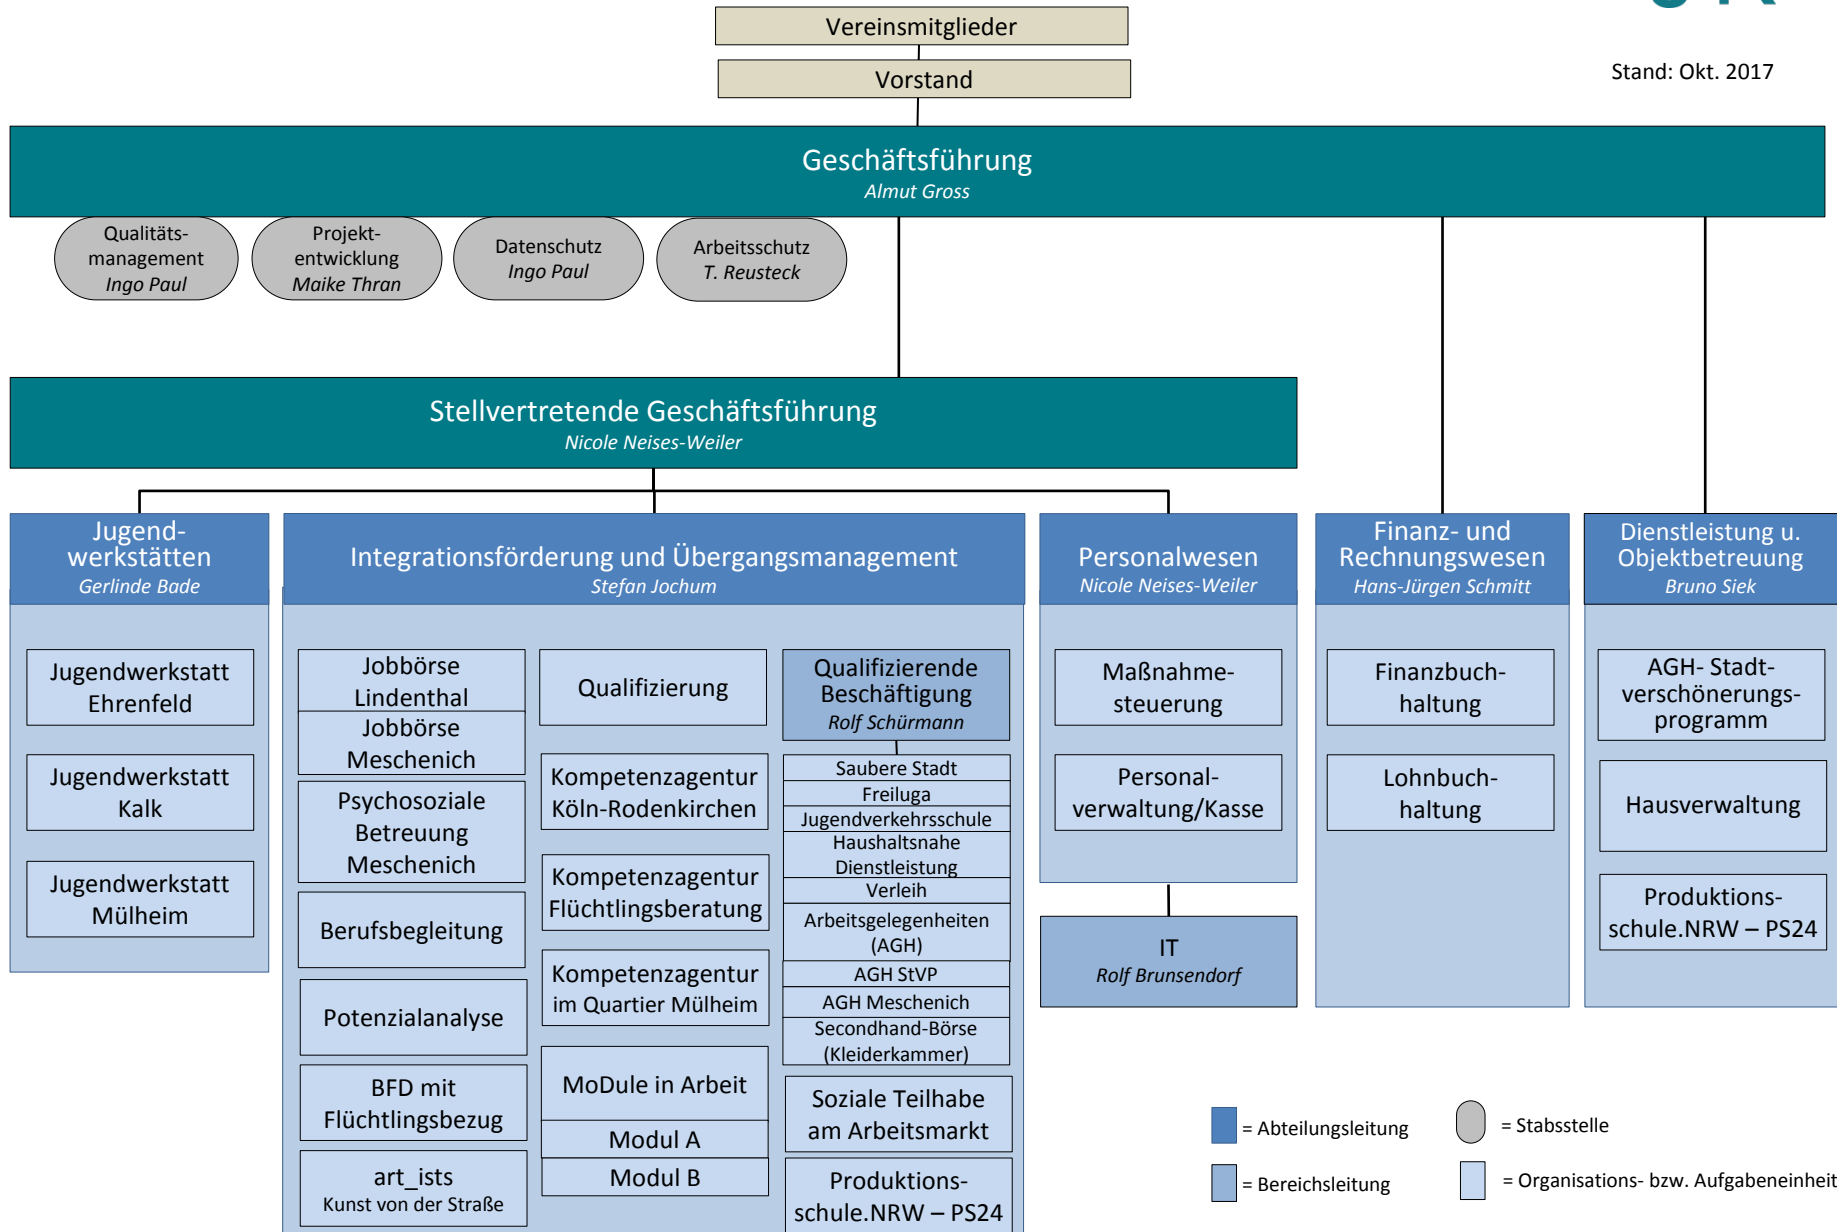 Vereinsmitglieder
Vorstand
Stand: Okt. 2017
Geschäftsführung
Almut Gross
Qualitäts-
management
Ingo Paul
Projekt-
entwicklung
Maike Thran
Datenschutz
Ingo Paul
Arbeitsschutz
T. Reusteck
Stellvertretende Geschäftsführung
Nicole Neises-Weiler
Jugend-
werkstätten
Gerlinde Bade
Integrationsförderung und Übergangsmanagement
Stefan Jochum
Personalwesen
Nicole Neises-Weiler
Finanz- und
Rechnungswesen
Hans-Jürgen Schmitt
Dienstleistung u.
Objektbetreuung
Bruno Siek
Jugendwerkstatt
Ehrenfeld
Jugendwerkstatt
Kalk
Jugendwerkstatt
Mülheim
Jobbörse
Lindenthal
Jobbörse
Meschenich
Psychosoziale
Betreuung
Meschenich
Berufsbegleitung
Potenzialanalyse
BFD mit
Flüchtlingsbezug
art_ists
Kunst von der Straße
Qualifizierung
Kompetenzagentur
Köln-Rodenkirchen
Kompetenzagentur
Flüchtlingsberatung
Kompetenzagentur
im Quartier Mülheim
MoDule in Arbeit
Modul A
Modul B
Qualifizierende
Beschäftigung
Rolf Schürmann
Saubere Stadt
Freiluga
Jugendverkehrsschule
Haushaltsnahe
Dienstleistung
Verleih
Arbeitsgelegenheiten
(AGH)
AGH StVP
AGH Meschenich
Secondhand-Börse
(Kleiderkammer)
Soziale Teilhabe
am Arbeitsmarkt
Produktions-
schule.NRW – PS24
Maßnahme-
steuerung
Personal-
verwaltung/Kasse
IT
Rolf Brunsendorf
Finanzbuch-
haltung
Lohnbuch-
haltung
AGH- Stadt-
verschönerungs-
programm
Hausverwaltung
Produktions-
schule.NRW – PS24
= Abteilungsleitung
= Stabsstelle
= Bereichsleitung
= Organisations- bzw. Aufgabeneinheit